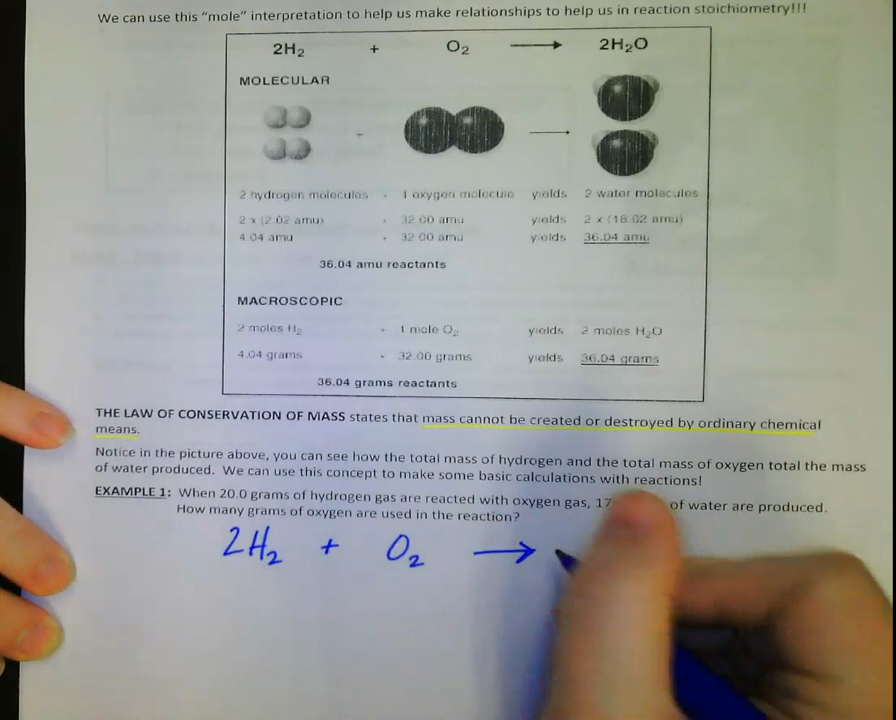 We can use this “mole” interpretation to help us make relationships to help us in reaction stoichiometry!!!
2H₂ + O₂ → 2H₂O
MOLECULAR
2 hydrogen molecules + 1 oxygen molecule yields 2 water molecules
2 x (2.02 amu) + 32.00 amu yields 2 x (18.02 amu)
4.04 amu + 32.00 amu yields 36.04 amu
36.04 amu reactants
MACROSCOPIC
2 moles H₂ + 1 mole O₂ yields 2 moles H₂O
4.04 grams + 32.00 grams yields 36.04 grams
36.04 grams reactants
THE LAW OF CONSERVATION OF MASS states that mass cannot be created or destroyed by ordinary chemical
means.
Notice in the picture above, you can see how the total mass of hydrogen and the total mass of oxygen total the mass
of water produced. We can use this concept to make some basic calculations with reactions!
EXAMPLE 1: When 20.0 grams of hydrogen gas are reacted with oxygen gas, 17 of water are produced.
How many grams of oxygen are used in the reaction?
2H₂ + O₂ →